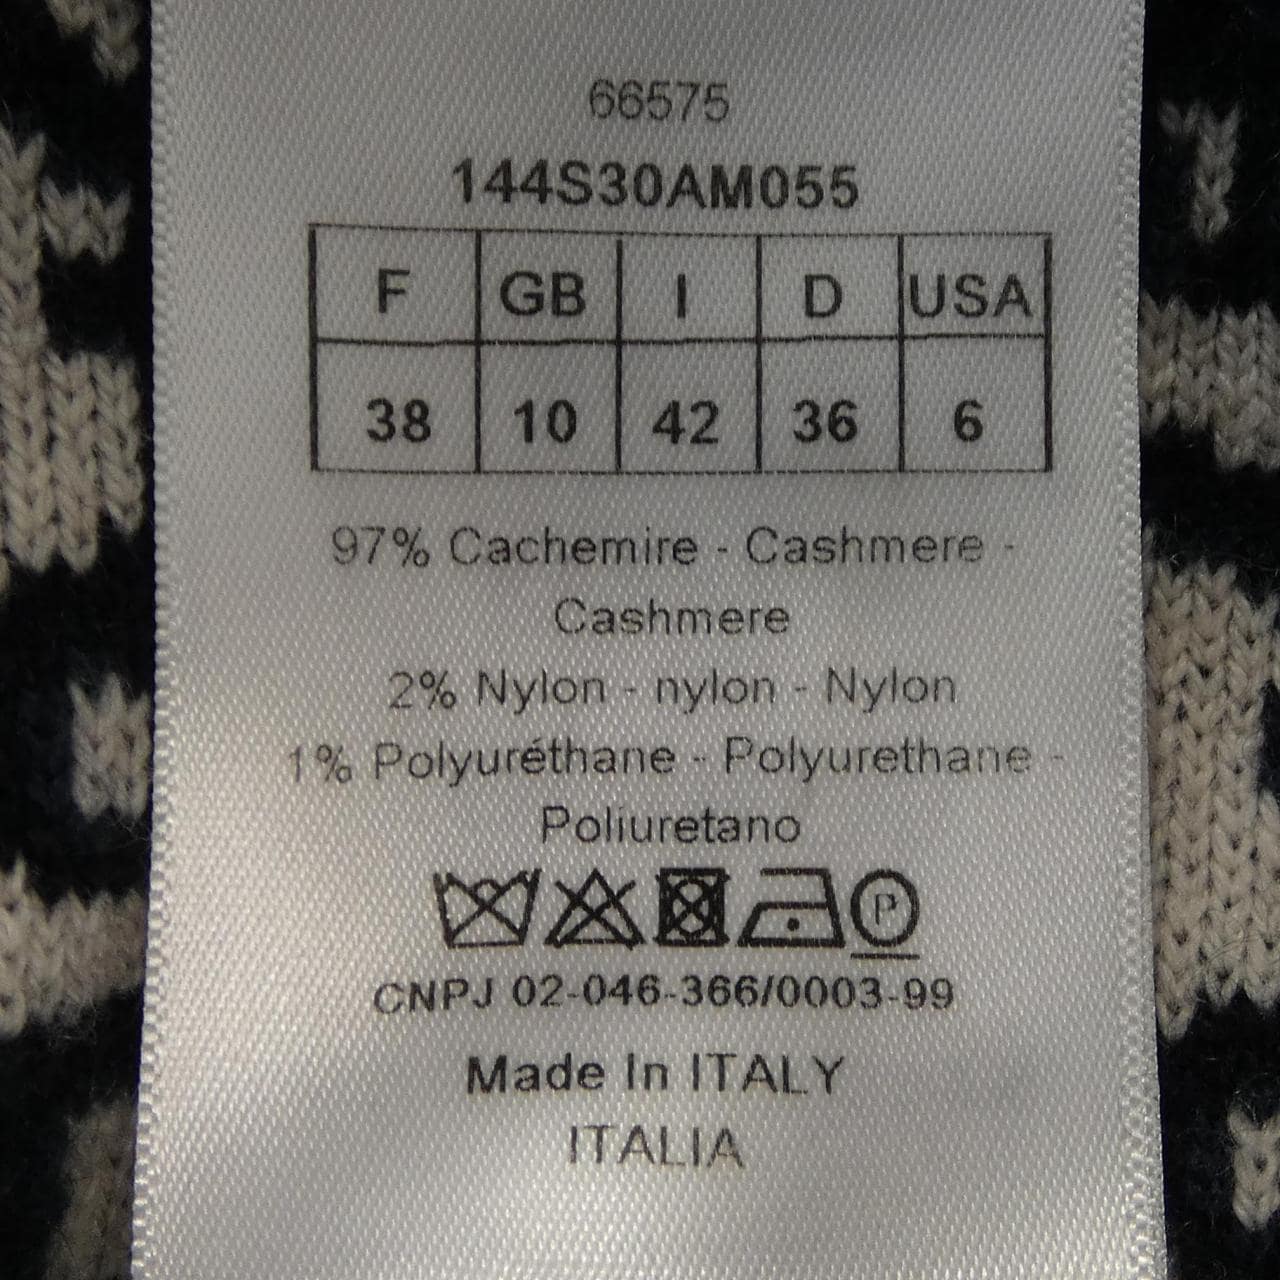 66575
144S30AM055
F GB I D USA
38 10 42 36 6
97% Cachemire - Cashmere -
Cashmere
2% Nylon - nylon - Nylon
1% Polyuréthane - Polyurethane -
Poliuretano
P
CNPJ 02-046-366/0003-99
Made In ITALY
ITALIA